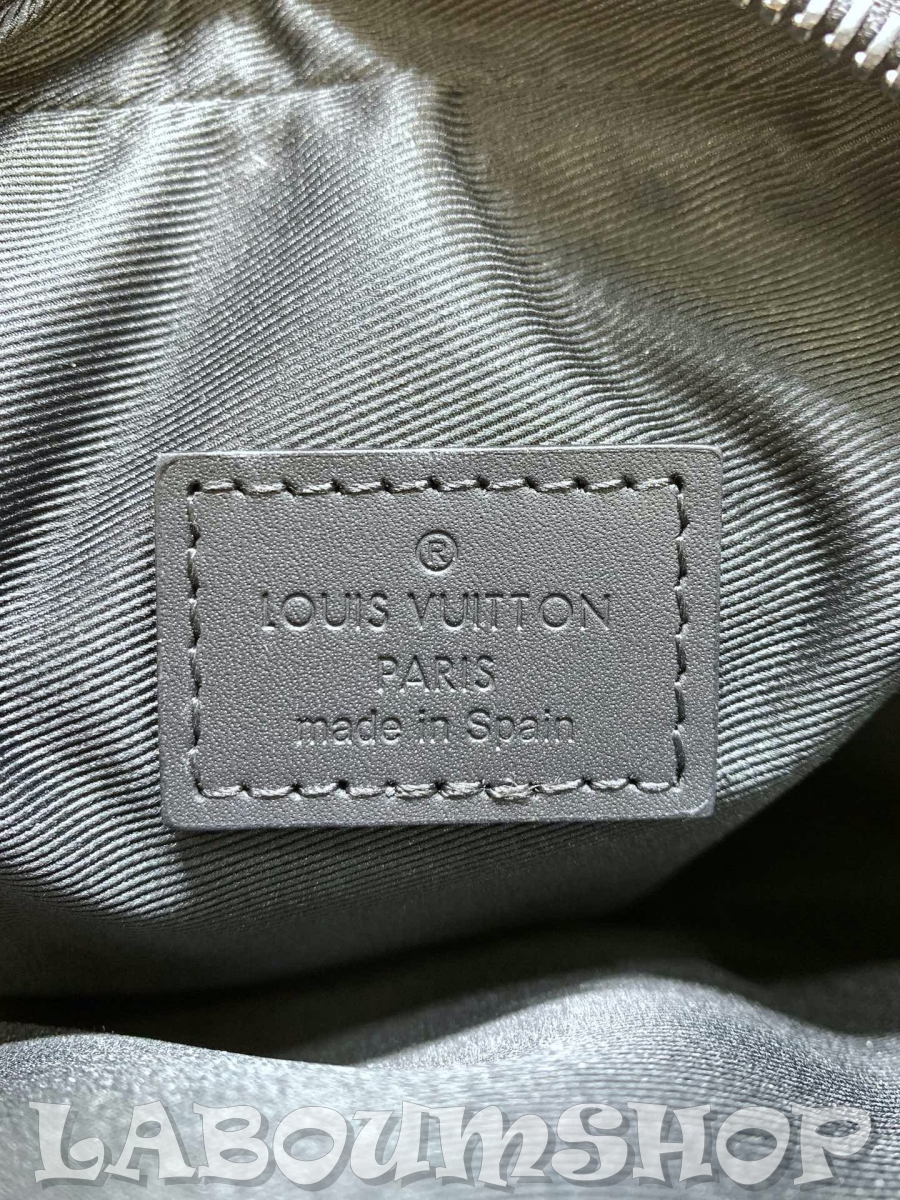 ®
LOUIS VUITTON
PARIS
made in Spain
LABOUMSHOP